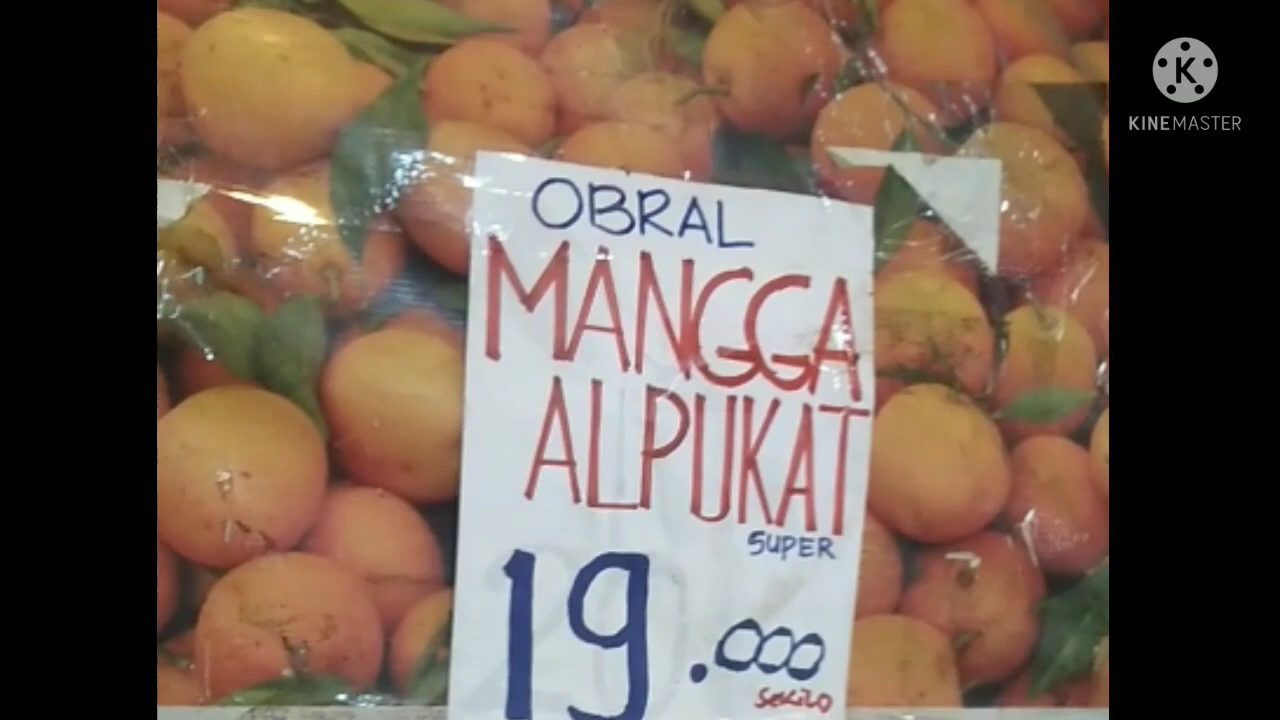 OBRAL
MANGGA
ALPUKAT
SUPER
19.000
Sekilo
KINEMASTER